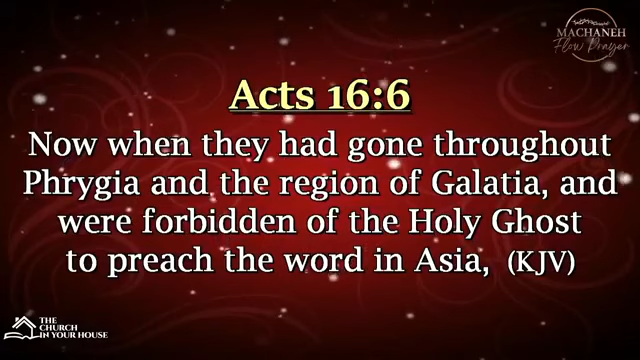 MACHANEH
Flow Prayer
Acts 16:6
Now when they had gone throughout
Phrygia and the region of Galatia, and
were forbidden of the Holy Ghost
to preach the word in Asia, (KJV)
THE
CHURCH
IN YOUR HOUSE